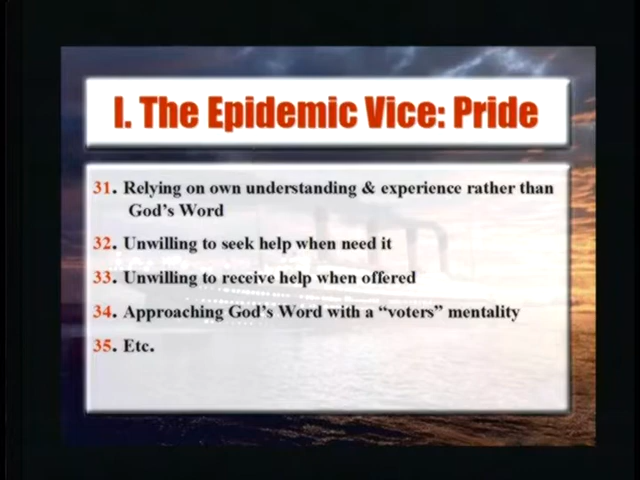 I. The Epidemic Vice: Pride
31. Relying on own understanding & experience rather than
God's Word
32. Unwilling to seek help when need it
33. Unwilling to receive help when offered
34. Approaching God's Word with a “voters” mentality
35. Etc.